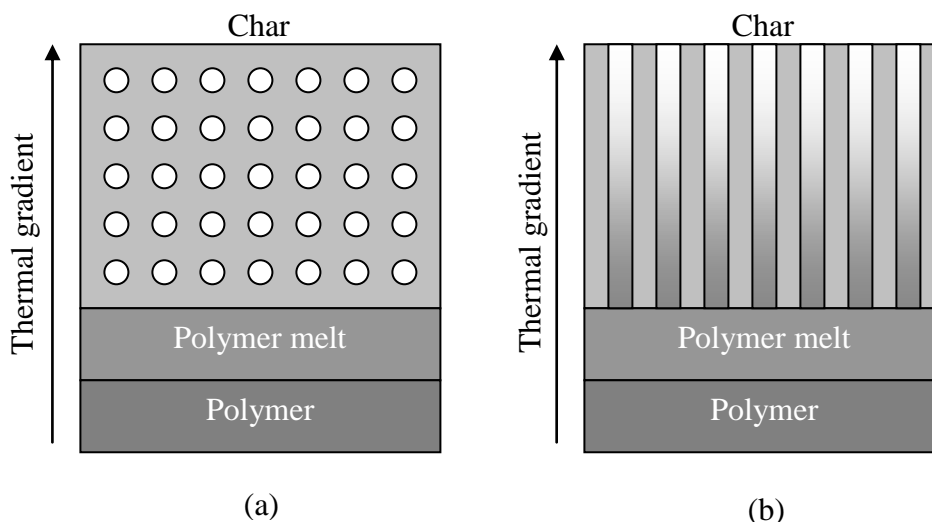 Char
Thermal gradient
Polymer melt
Polymer
(a)
Char
Thermal gradient
Polymer melt
Polymer
(b)